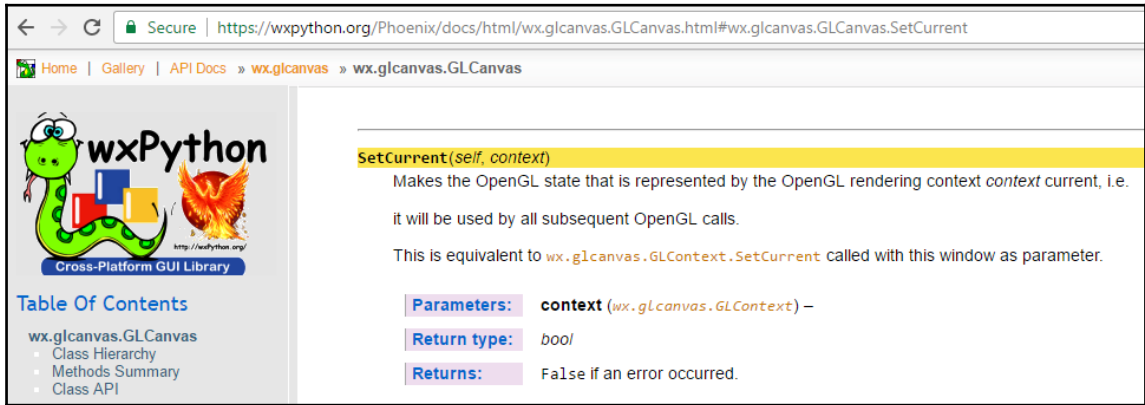 Secure | https://wxpython.org/Phoenix/docs/html/wx.glcanvas.GLCanvas.html#wx.glcanvas.GLCanvas.SetCurrent
Home | Gallery | API Docs » wx.glcanvas » wx.glcanvas.GLCanvas
wxPython
http://wxPython.org/
Cross-Platform GUI Library
Table Of Contents
wx.glcanvas.GLCanvas
Class Hierarchy
Methods Summary
Class API
SetCurrent(self, context)
Makes the OpenGL state that is represented by the OpenGL rendering context context current, i.e.
it will be used by all subsequent OpenGL calls.
This is equivalent to wx.glcanvas.GLContext.SetCurrent called with this window as parameter.
Parameters: context (wx.glcanvas.GLContext) –
Return type: bool
Returns: False if an error occurred.